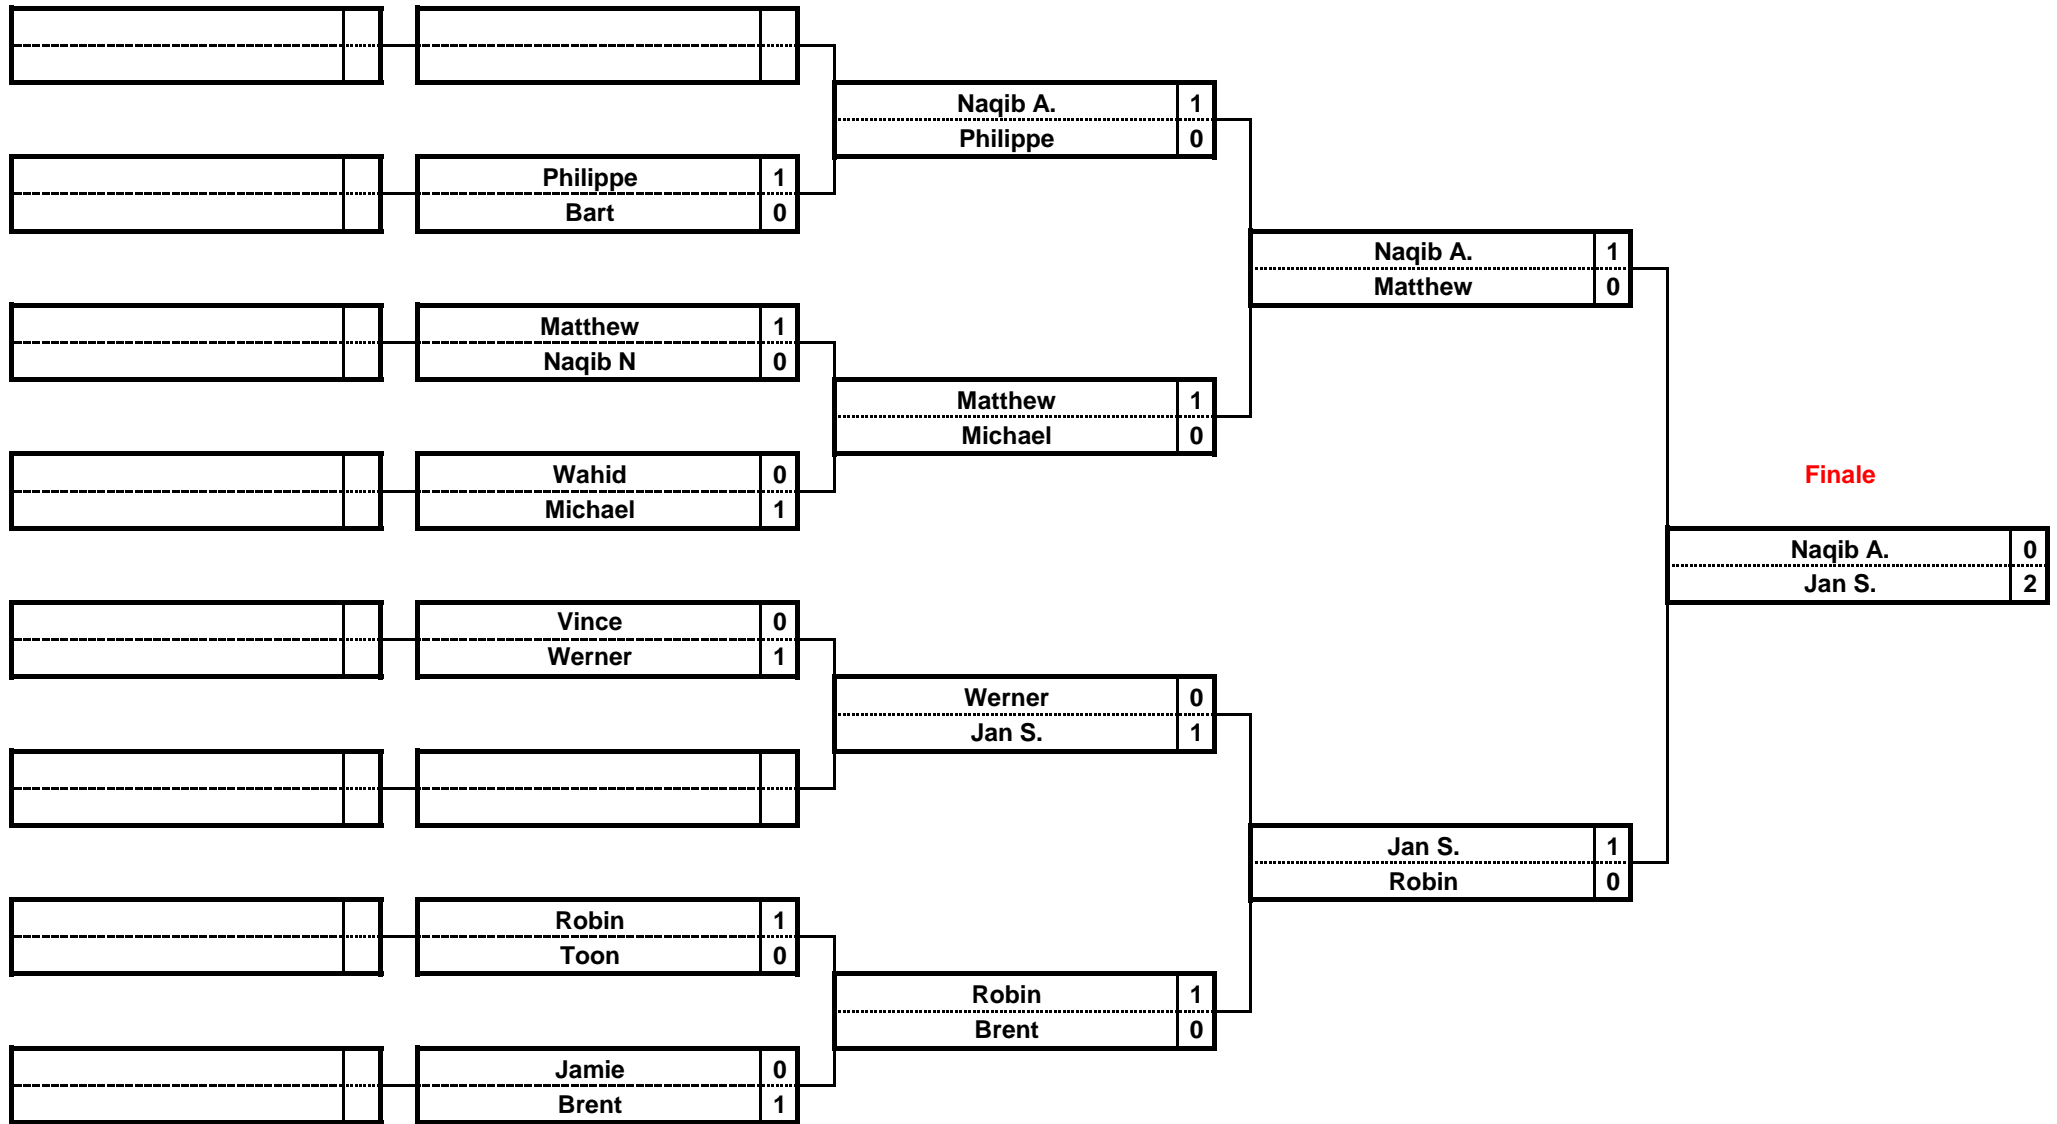 Naqib A. 1
Philippe 0
Philippe 1
Bart 0
Naqib A. 1
Matthew 0
Matthew 1
Naqib N 0
Matthew 1
Michael 0
Wahid 0
Michael 1
Finale
Naqib A. 0
Jan S. 2
Vince 0
Werner 1
Werner 0
Jan S. 1
Jan S. 1
Robin 0
Robin 1
Toon 0
Robin 1
Brent 0
Jamie 0
Brent 1